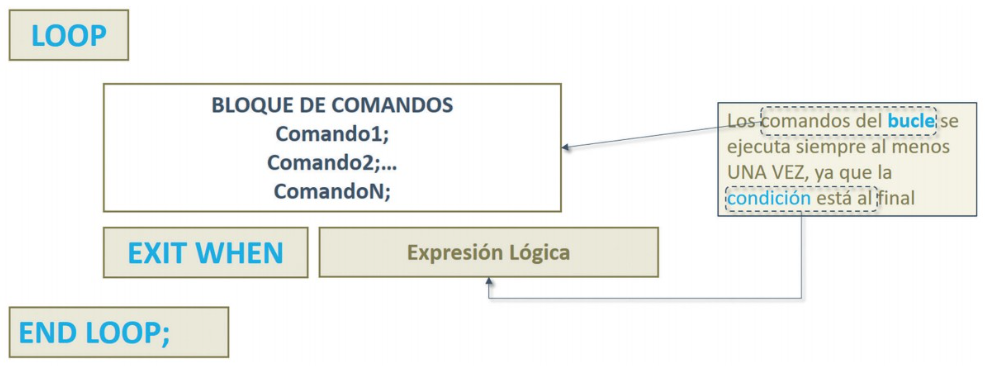 LOOP
BLOQUE DE COMANDOS
Comando1;
Comando2;...
ComandoN;
Los comandos del bucle se
ejecuta siempre al menos
UNA VEZ, ya que la
condición está al final
EXIT WHEN
Expresión Lógica
END LOOP;